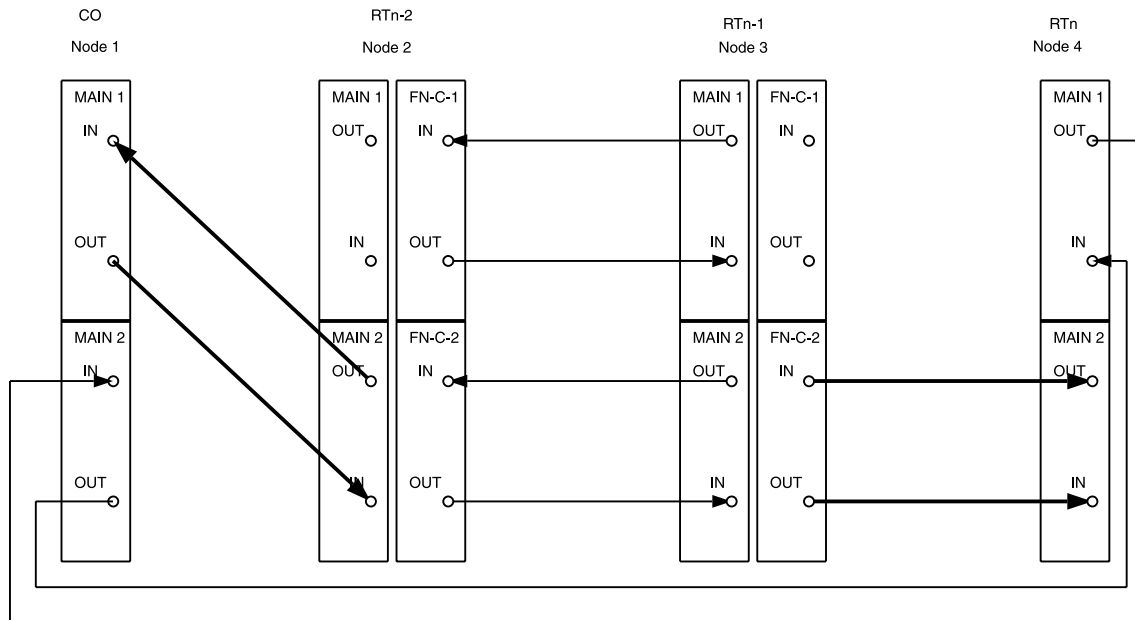 CO
Node 1
RTn-2
Node 2
RTn-1
Node 3
RTn
Node 4
MAIN 1
IN
OUT
MAIN 2
IN
OUT
MAIN 1
OUT
IN
MAIN 2
OUT
IN
FN-C-1
IN
OUT
FN-C-2
IN
OUT
MAIN 1
OUT
IN
MAIN 2
OUT
IN
FN-C-1
IN
OUT
FN-C-2
IN
OUT
MAIN 1
OUT
IN
MAIN 2
OUT
IN